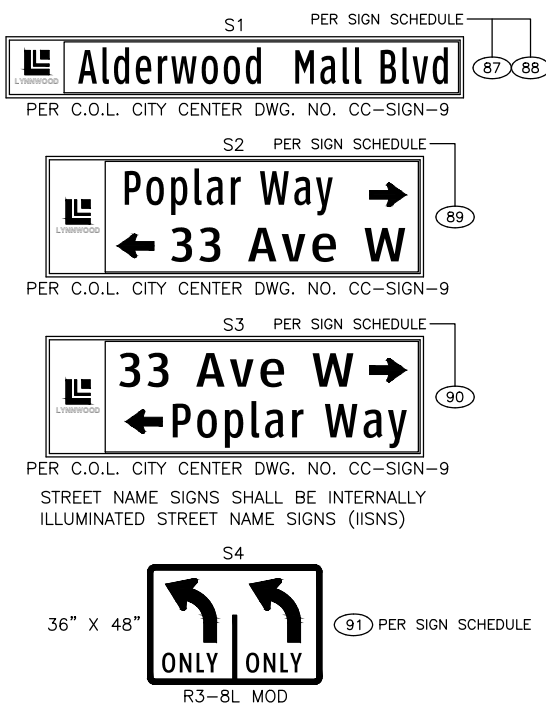 S1
PER SIGN SCHEDULE
LYNNWOOD
Alderwood Mall Blvd
87 88
PER C.O.L. CITY CENTER DWG. NO. CC-SIGN-9
S2
PER SIGN SCHEDULE
Poplar Way
LYNNWOOD
33 Ave W
89
PER C.O.L. CITY CENTER DWG. NO. CC-SIGN-9
S3
PER SIGN SCHEDULE
33 Ave W
LYNNWOOD
Poplar Way
90
PER C.O.L. CITY CENTER DWG. NO. CC-SIGN-9
STREET NAME SIGNS SHALL BE INTERNALLY
ILLUMINATED STREET NAME SIGNS (IISNS)
S4
36" X 48"
ONLY ONLY
91 PER SIGN SCHEDULE
R3-8L MOD